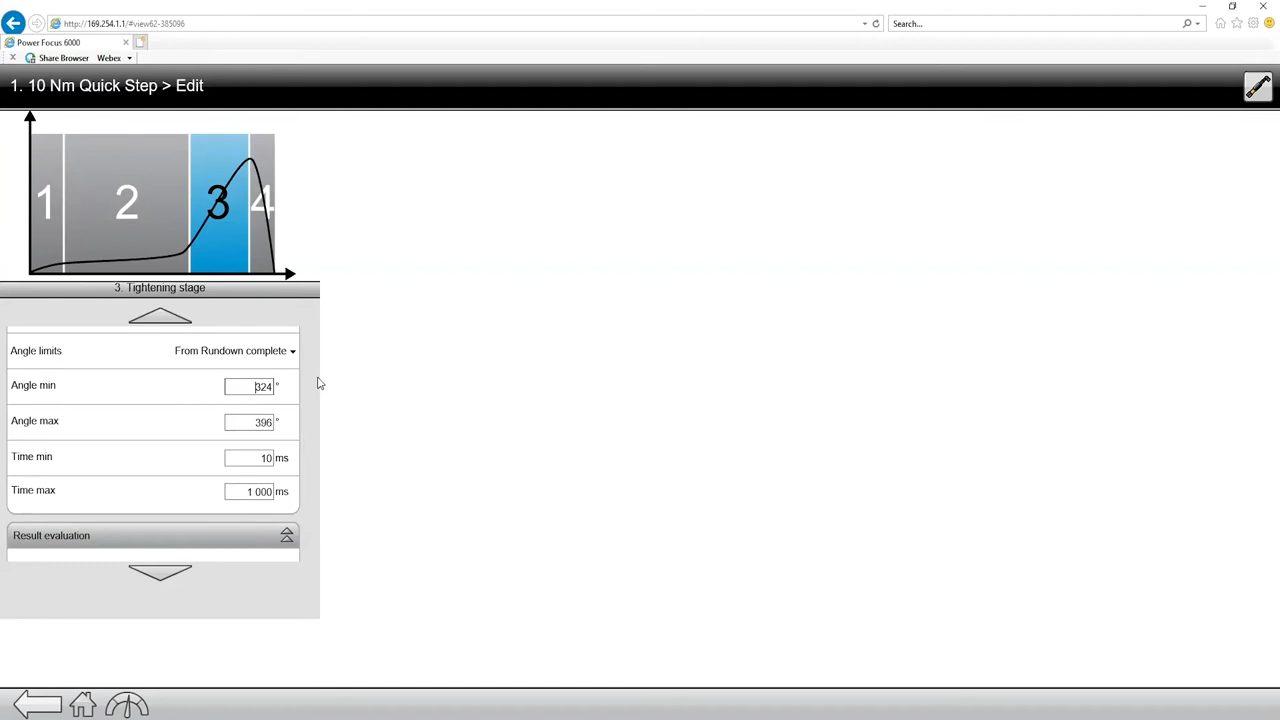 http://169.254.1.1/#view62-385096
Search...
Power Focus 6000
Share Browser Webex
1. 10 Nm Quick Step > Edit
1 2 3 4
3. Tightening stage
Angle limits From Rundown complete
Angle min 324 °
Angle max 396 °
Time min 10 ms
Time max 1 000 ms
Result evaluation